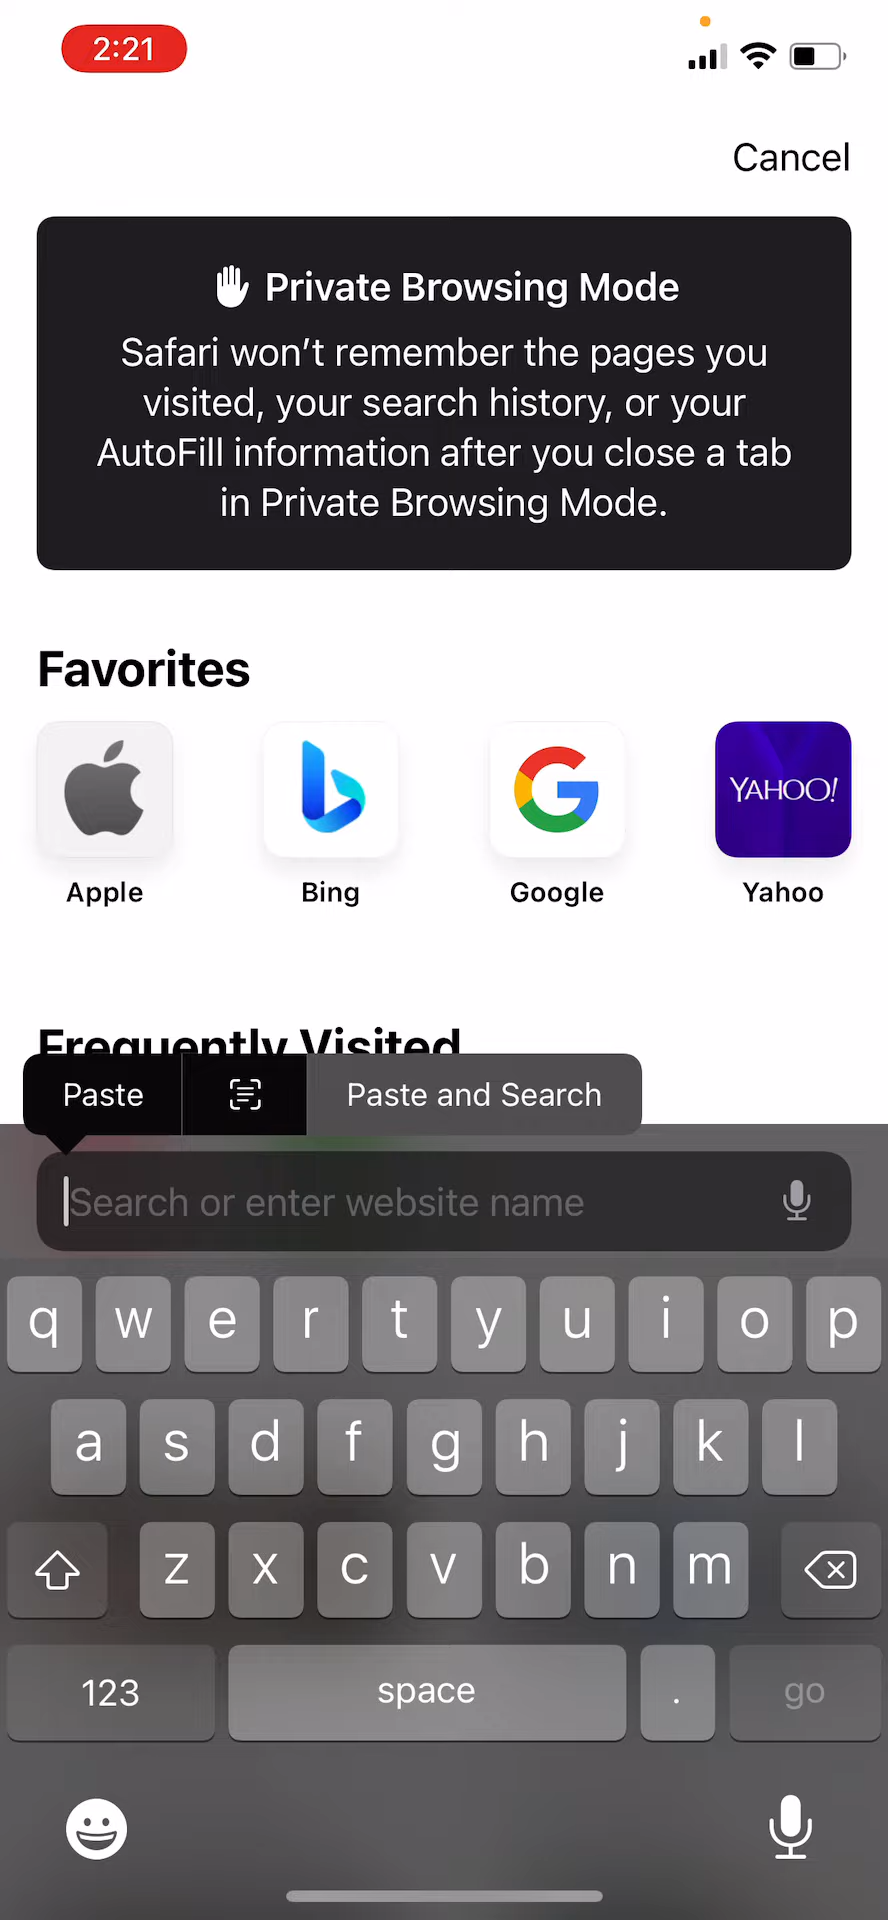 2:21
Cancel
Private Browsing Mode
Safari won't remember the pages you
visited, your search history, or your
AutoFill information after you close a tab
in Private Browsing Mode.
Favorites
YAHOO!
Apple Bing Google Yahoo
Frequently Visited
Paste Paste and Search
Search or enter website name
q w e r t y u i o p
a s d f g h j k l
z x c v b n m
123 space . go